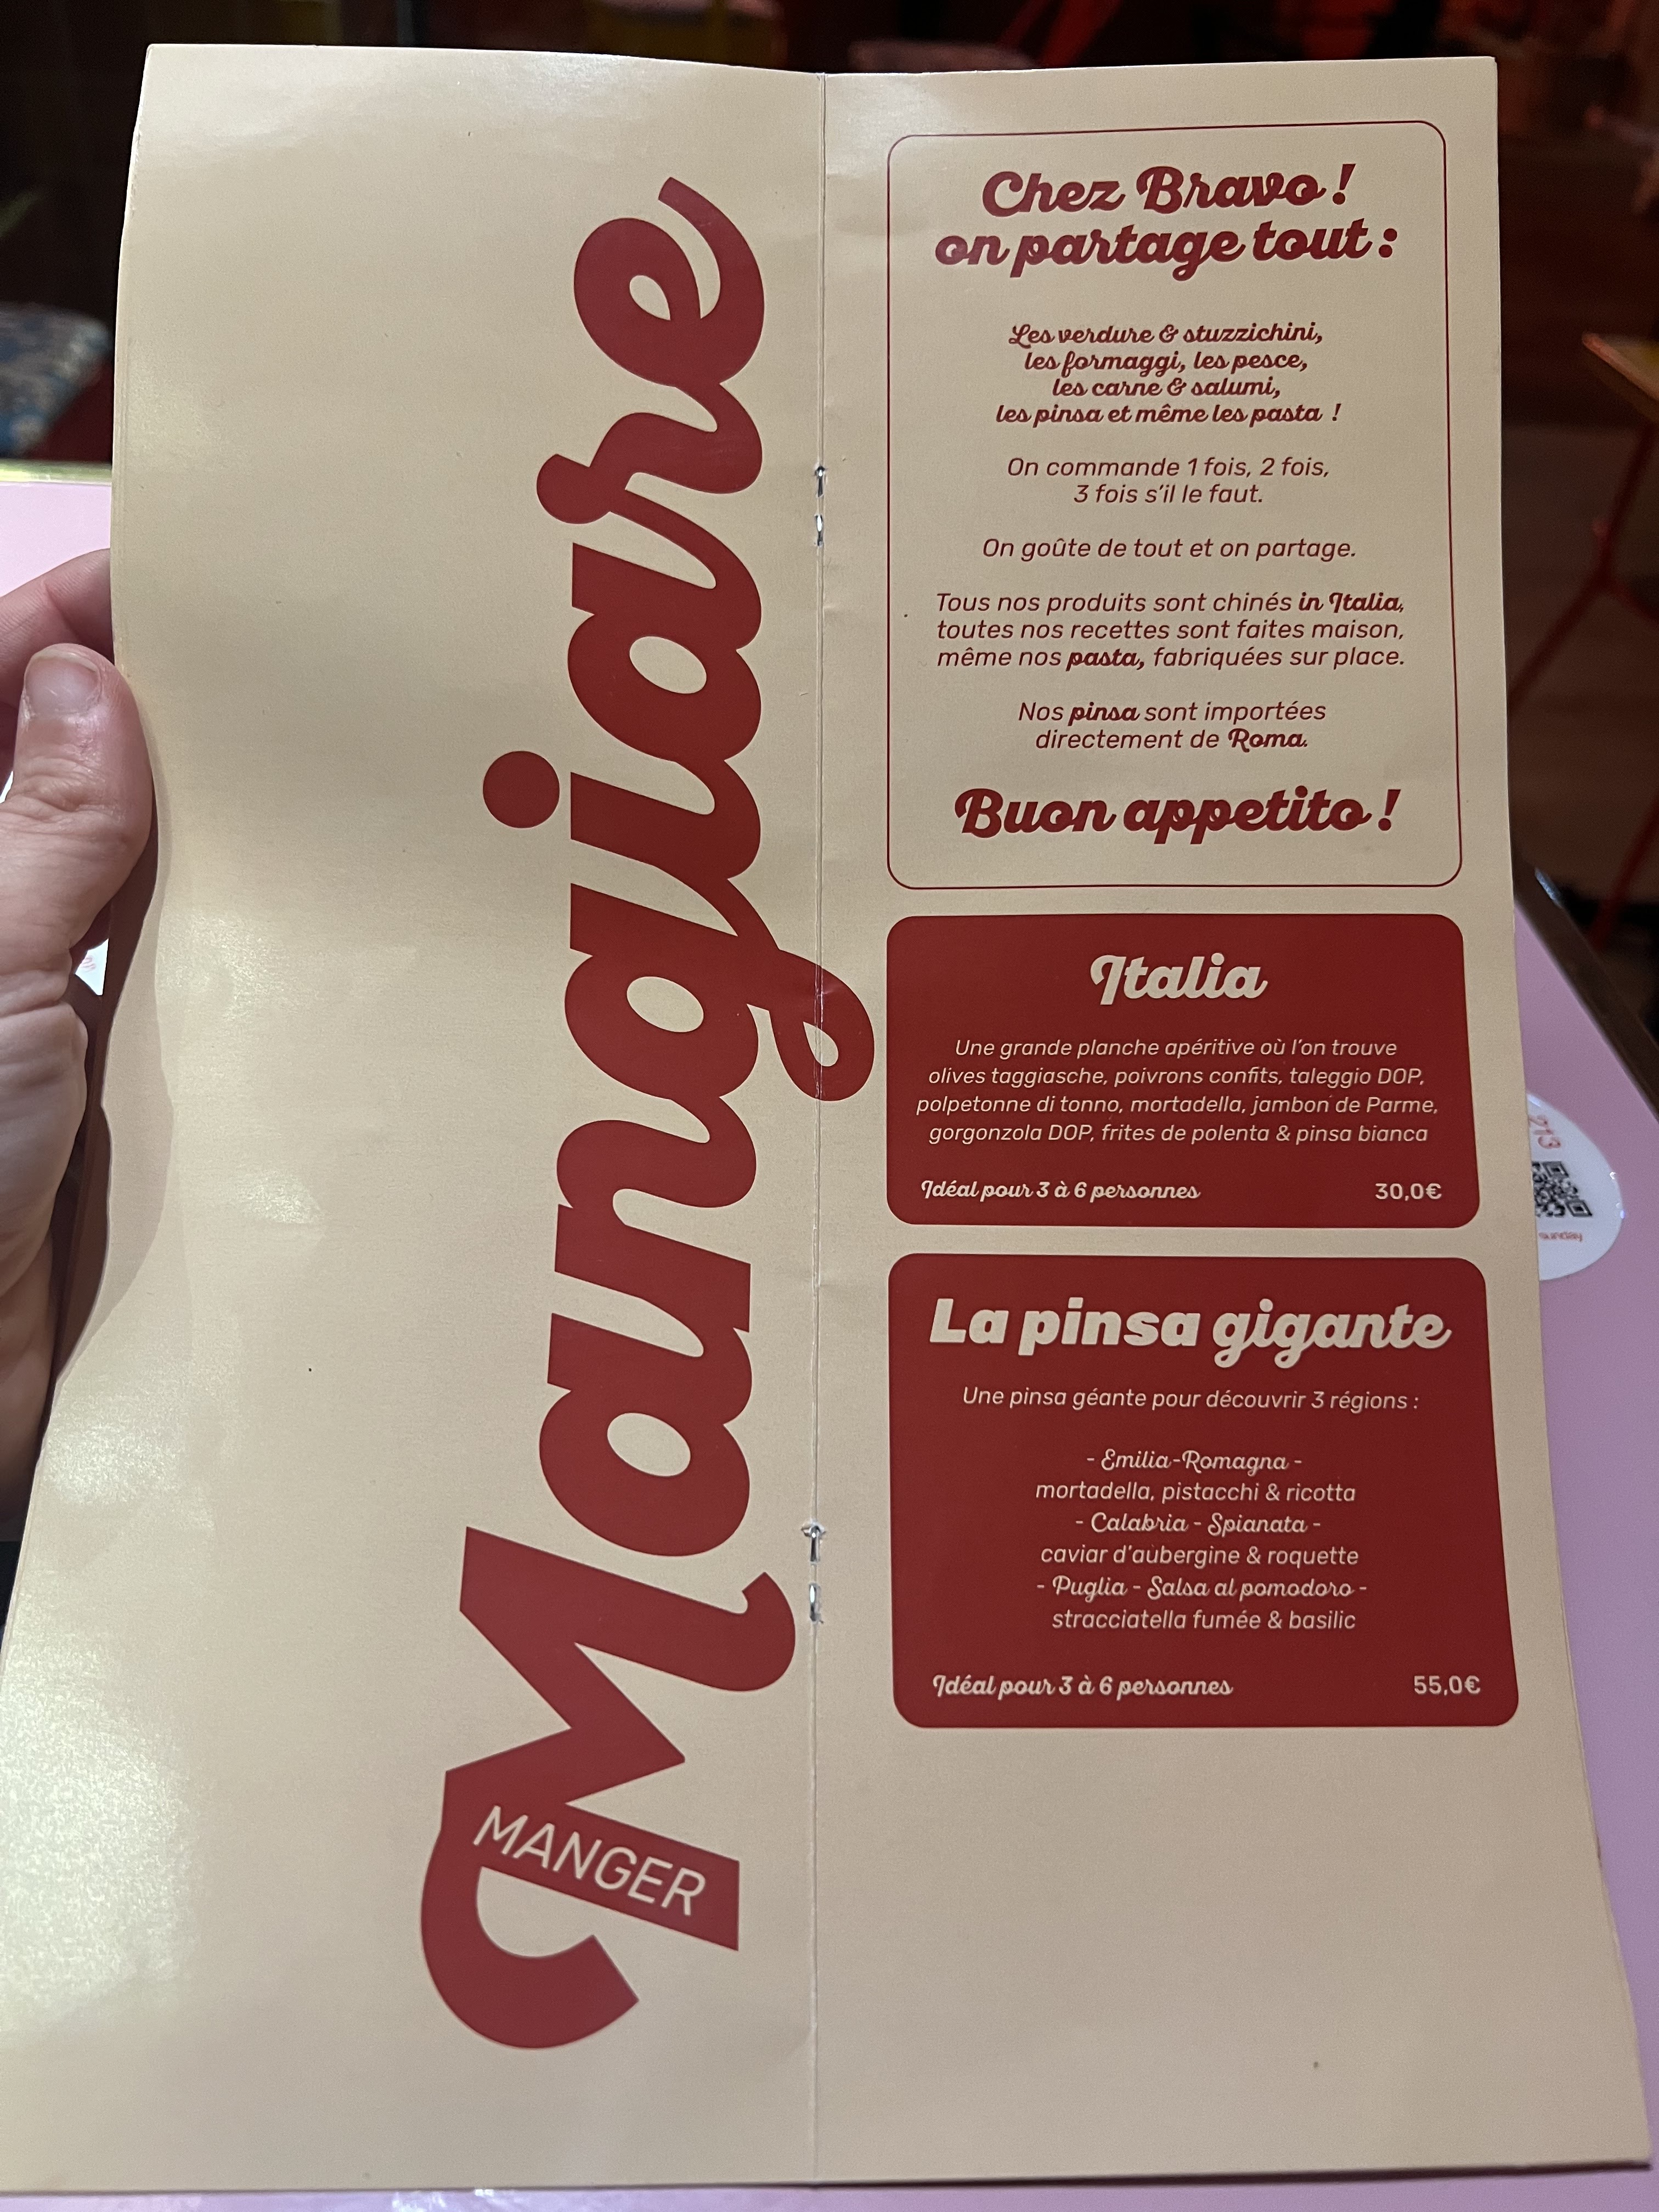 Mangiare
MANGER
Chez Bravo !
on partage tout :
Les verdure & stuzzichini,
les formaggi, les pesce,
les carne & salumi,
les pinsa et même les pasta !
On commande 1 fois, 2 fois,
3 fois s'il le faut.
On goûte de tout et on partage.
Tous nos produits sont chinés in Italia,
toutes nos recettes sont faites maison,
même nos pasta, fabriquées sur place.
Nos pinsa sont importées
directement de Roma.
Buon appetito !
Italia
Une grande planche apéritive où l'on trouve
olives taggiasche, poivrons confits, taleggio DOP,
polpetonne di tonno, mortadella, jambon de Parme,
gorgonzola DOP, frites de polenta & pinsa bianca
Idéal pour 3 à 6 personnes 30,0€
La pinsa gigante
Une pinsa géante pour découvrir 3 régions :
- Emilia-Romagna -
mortadella, pistacchi & ricotta
- Calabria - Spianata -
caviar d'aubergine & roquette
- Puglia - Salsa al pomodoro -
stracciatella fumée & basilic
Idéal pour 3 à 6 personnes 55,0€
213
sunday